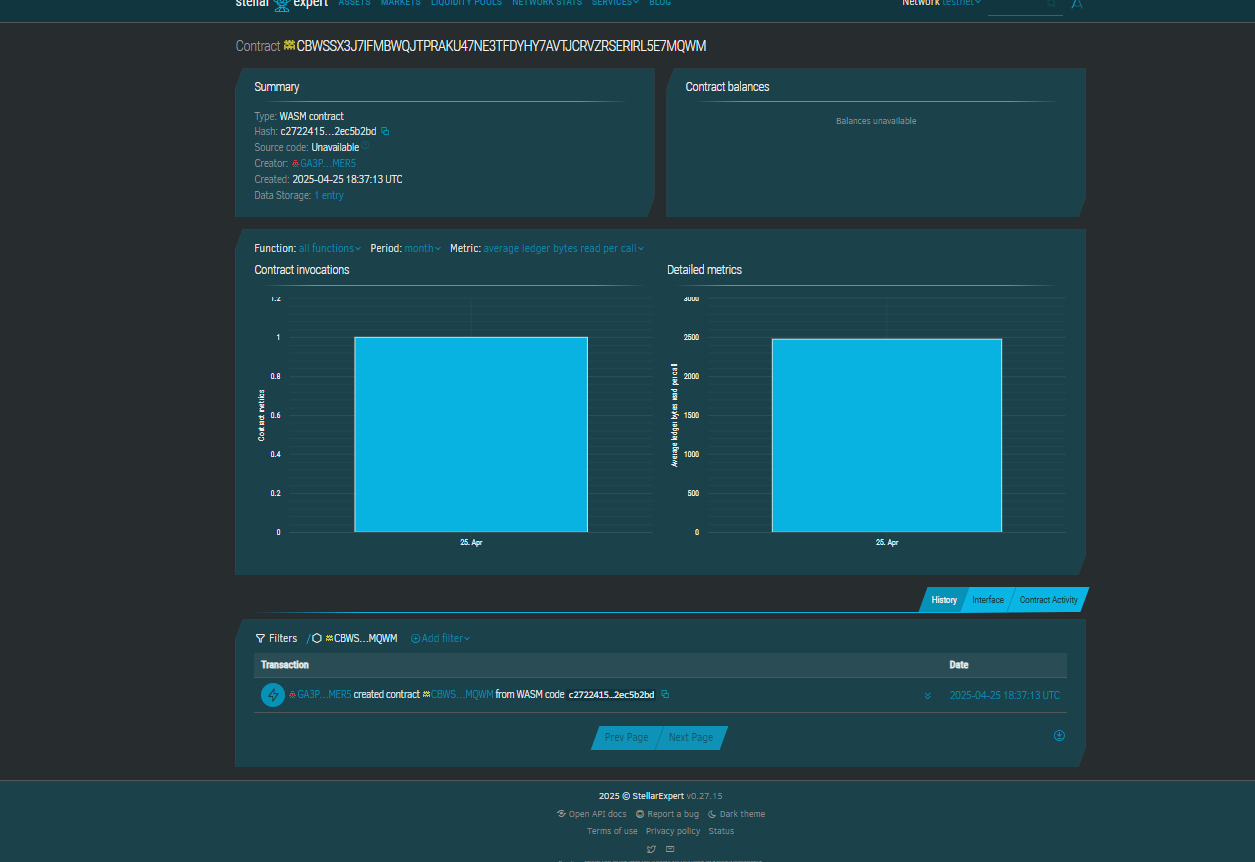 stellar expert ASSETS MARKETS LIQUIDITY POOLS NETWORK STATS SERVICES BLOG Network testnet
Contract CBWSSX3J7IFMBWQJTPRAKU47NE3TFDYHY7AVTJCRVZRSERIRL5E7MQWM
Summary
Type: WASM contract
Hash: c2722415…2ec5b2bd
Source code: Unavailable
Creator: GA3P…MER5
Created: 2025-04-25 18:37:13 UTC
Data Storage: 1 entry
Contract balances
Balances unavailable
Function: all functions Period: month Metric: average ledger bytes read per call
Contract invocations
1.2
1
0.8
0.6
0.4
0.2
0
Contract metrics
25. Apr
Detailed metrics
3000
2500
2000
1500
1000
500
0
Average ledger bytes read per call
25. Apr
History Interface Contract Activity
Filters / CBWS…MQWM Add filter
Transaction Date
GA3P…MER5 created contract CBWS…MQWM from WASM code c2722415…2ec5b2bd 2025-04-25 18:37:13 UTC
Prev Page Next Page
2025 © StellarExpert v0.27.15
Open API docs Report a bug Dark theme
Terms of use Privacy policy Status